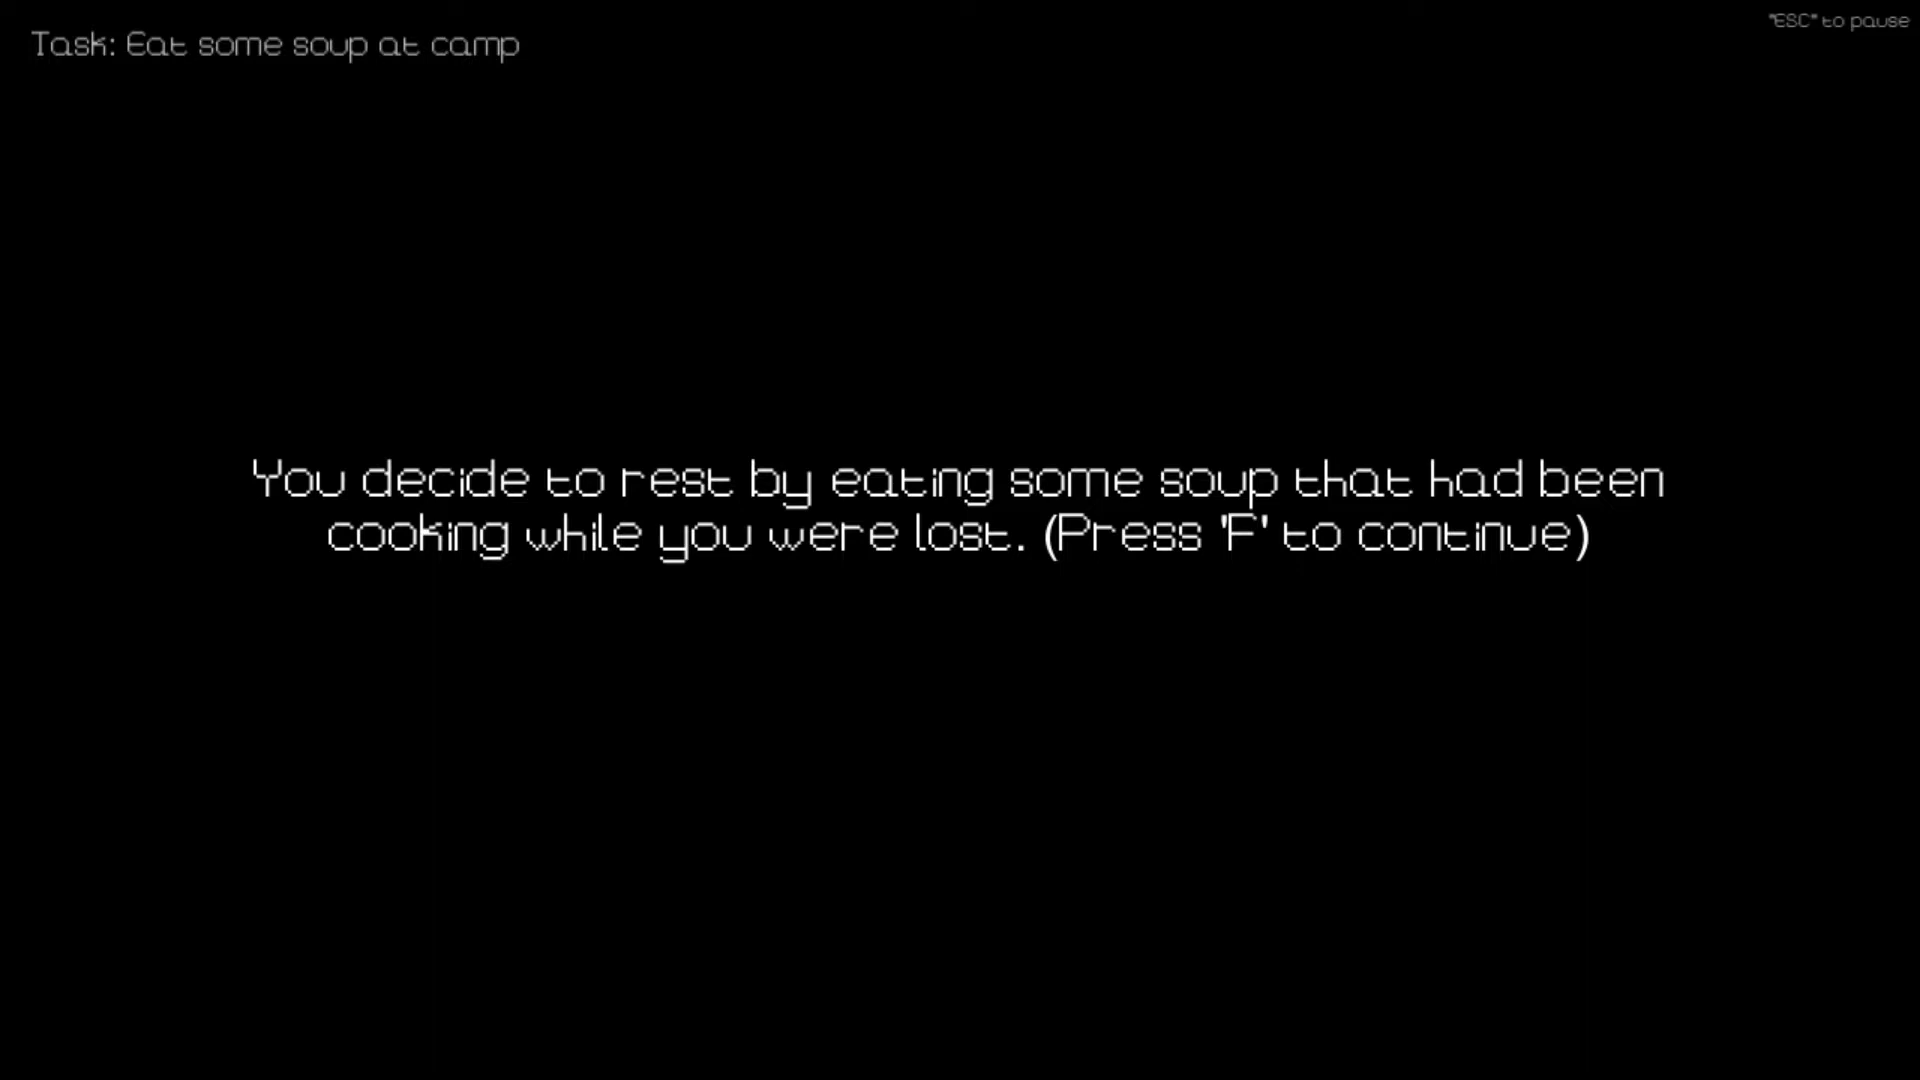 Task: Eat some soup at camp
"ESC" to pause
You decide to rest by eating some soup that had been
cooking while you were lost. (Press 'F' to continue)